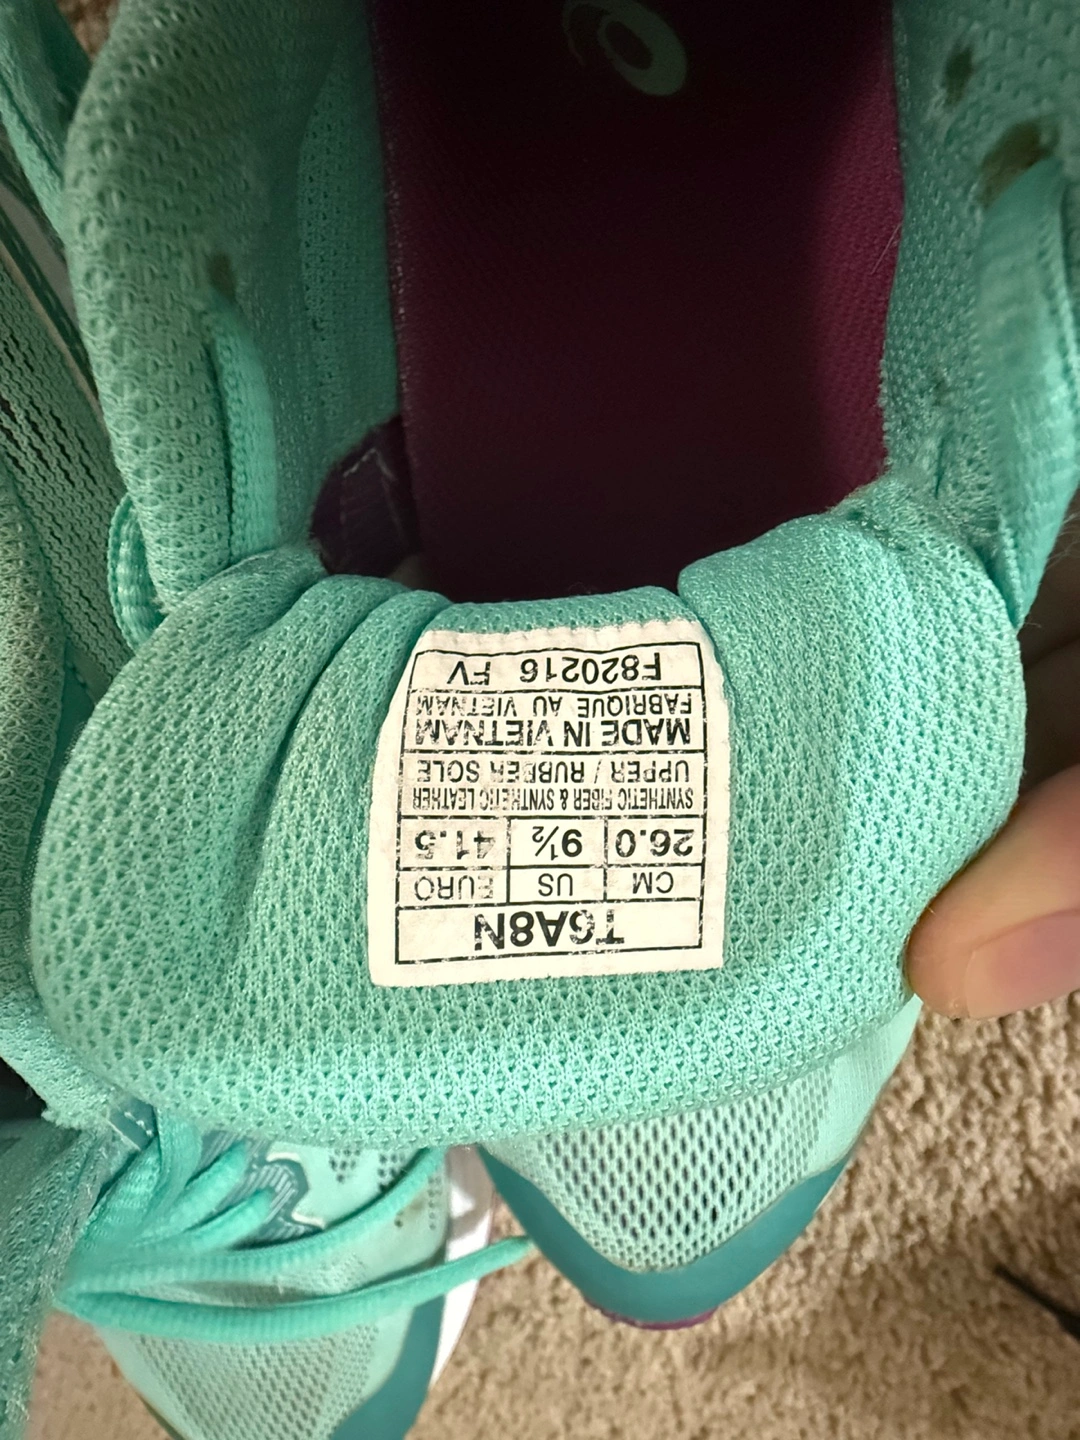 T6A8N
CM US EURO
26.0 9½ 41.5
SYNTHETIC FIBER & SYNTHETIC LEATHER
UPPER / RUBBER SOLE
MADE IN VIETNAM
FABRIQUE AU VIETNAM
F820216 FV